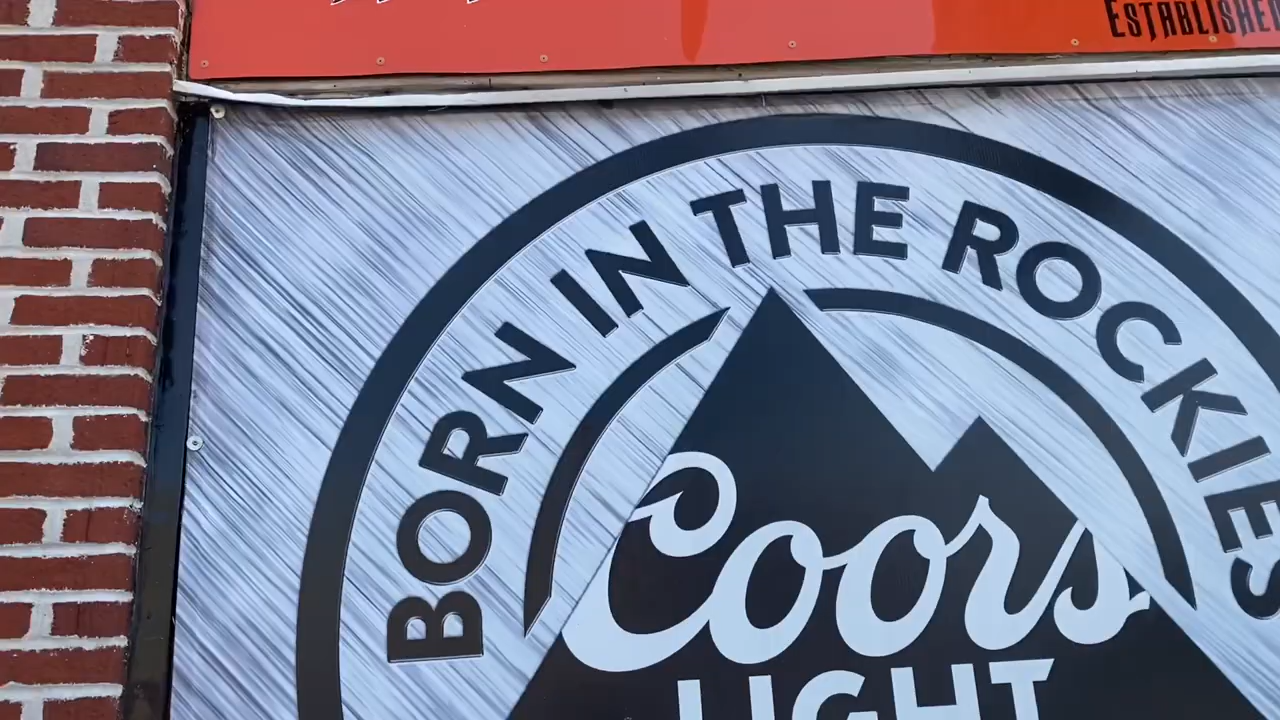 ESTABLISHED
BORN IN THE ROCKIES
Coors
LIGHT